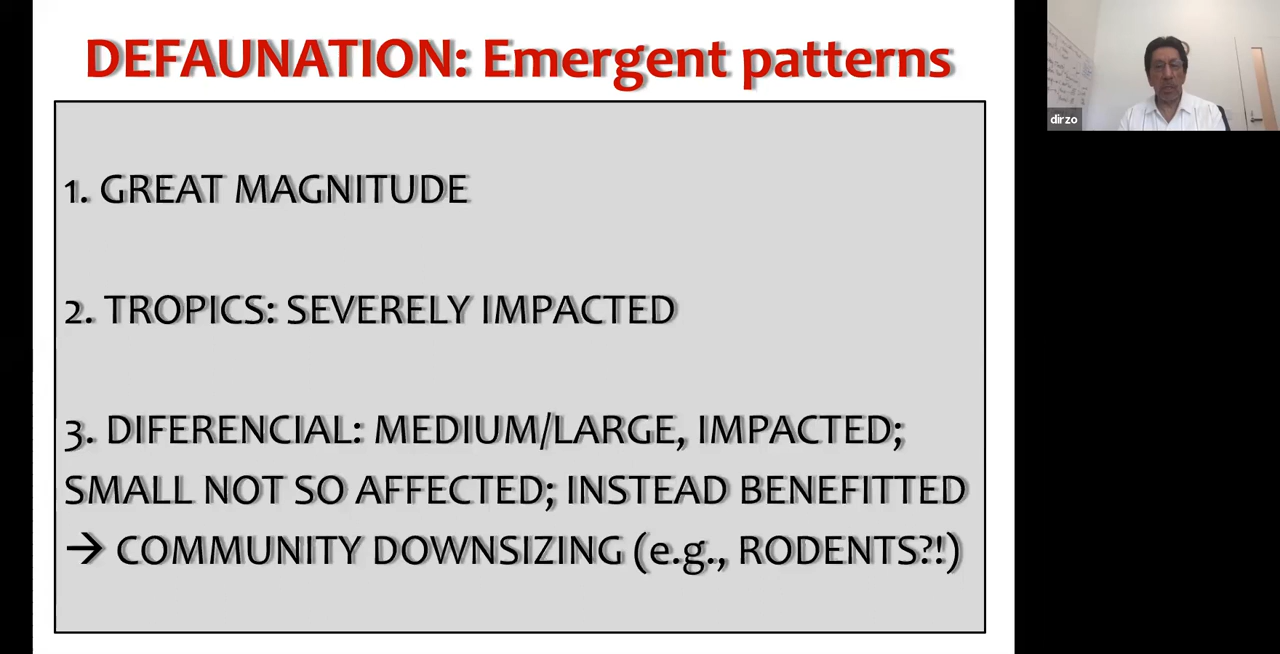 DEFAUNATION: Emergent patterns
1. GREAT MAGNITUDE
2. TROPICS: SEVERELY IMPACTED
3. DIFERENCIAL: MEDIUM/LARGE, IMPACTED;
SMALL NOT SO AFFECTED; INSTEAD BENEFITTED
→ COMMUNITY DOWNSIZING (e.g., RODENTS?!)
dirzo